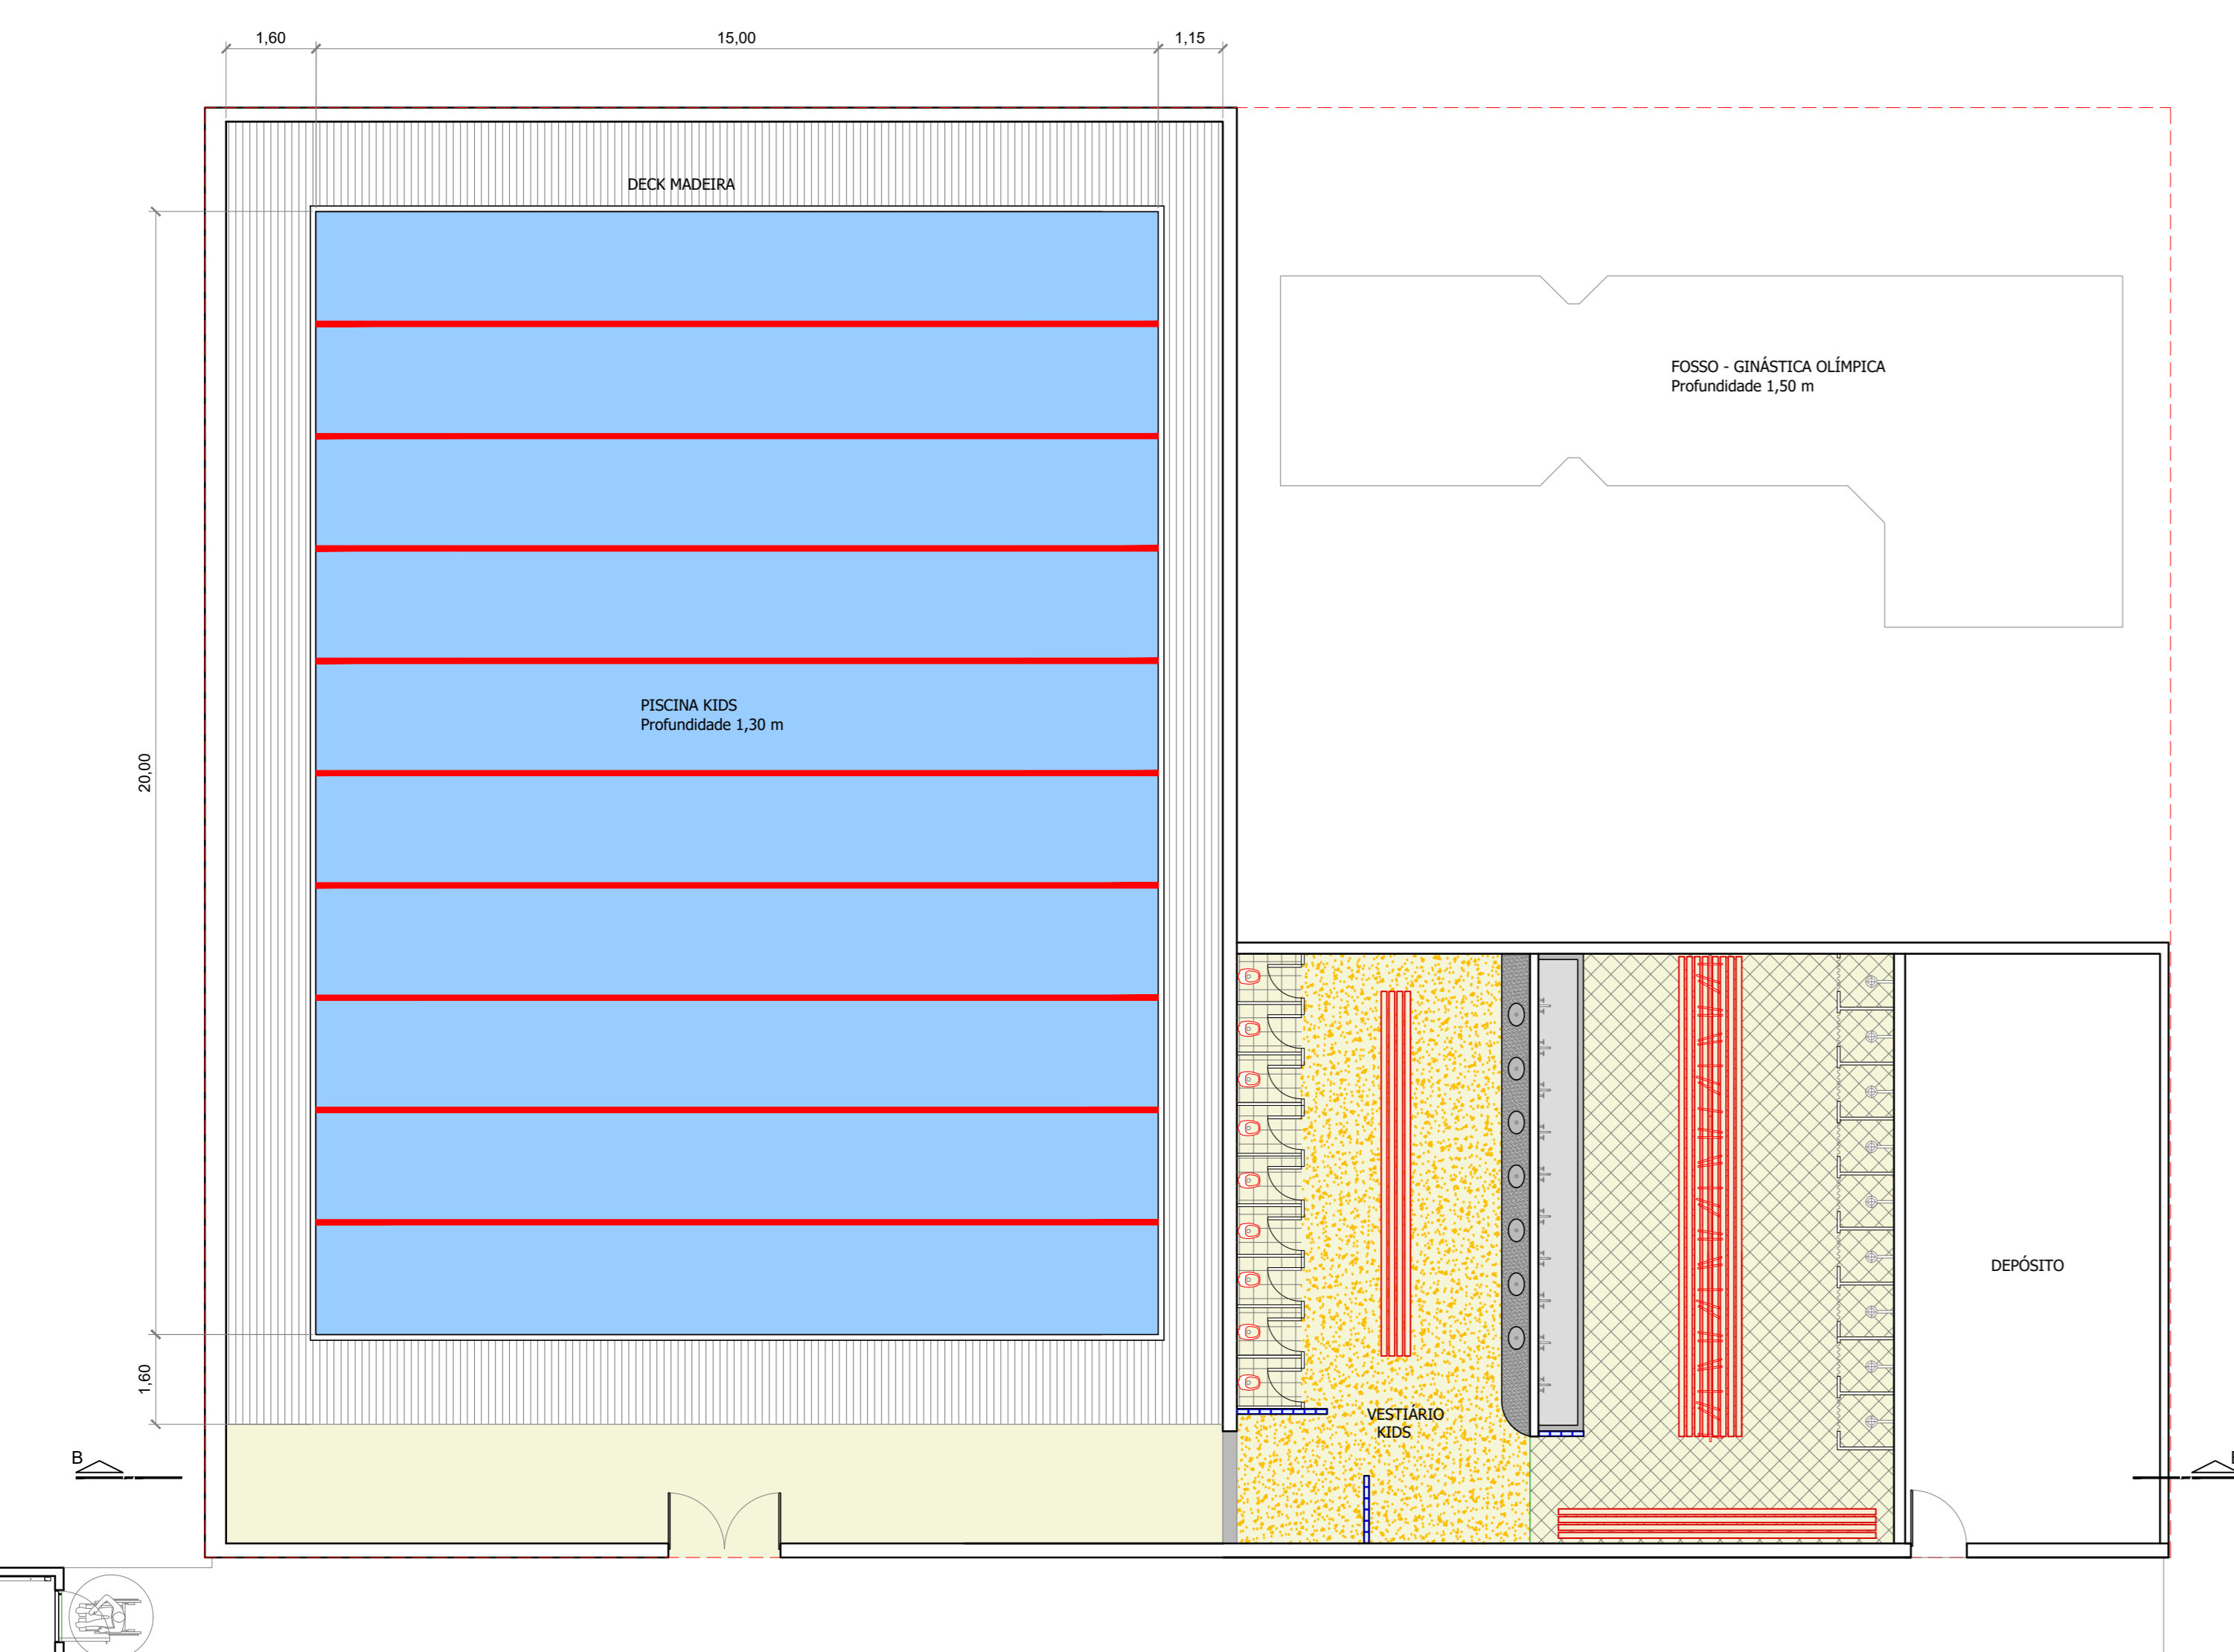 1,60
15,00
1,15
DECK MADEIRA
FOSSO - GINÁSTICA OLÍMPICA
Profundidade 1,50 m
PISCINA KIDS
Profundidade 1,30 m
20,00
DEPÓSITO
1,60
VESTIÁRIO
KIDS
B